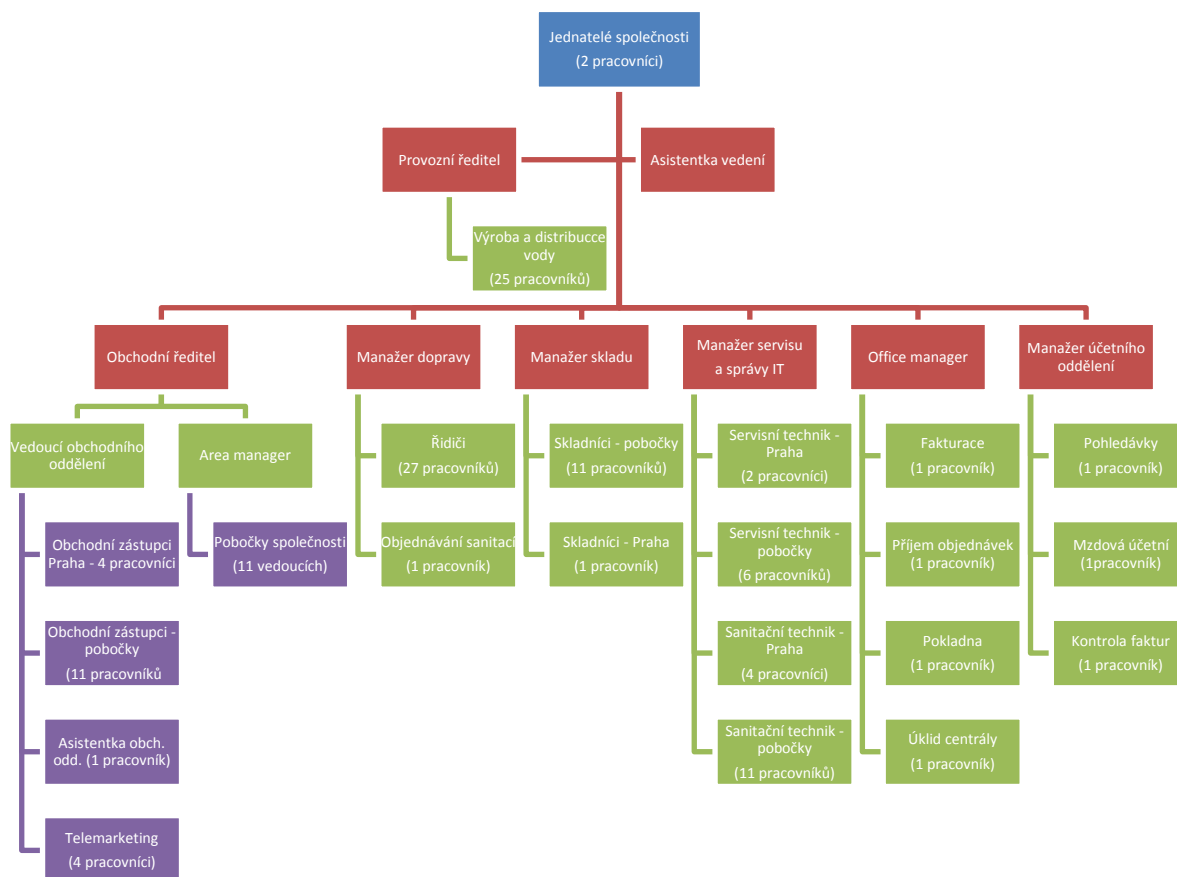 Jednatelé společnosti
(2 pracovníci)
Provozní ředitel
Asistentka vedení
Výroba a distribucce
vody
(25 pracovníků)
Obchodní ředitel
Manažer dopravy
Manažer skladu
Manažer servisu
a správy IT
Office manager
Manažer účetního
oddělení
Vedoucí obchodního
oddělení
Area manager
Řidiči
(27 pracovníků)
Skladníci - pobočky
(11 pracovníků)
Servisní technik -
Praha
(2 pracovníci)
Fakturace
(1 pracovník)
Pohledávky
(1 pracovník)
Obchodní zástupci
Praha - 4 pracovníci
Pobočky společnosti
(11 vedoucích)
Objednávání sanitací
(1 pracovník)
Skladníci - Praha
(1 pracovník)
Servisní technik -
pobočky
(6 pracovníků)
Příjem objednávek
(1 pracovník)
Mzdová účetní
(1pracovník)
Obchodní zástupci -
pobočky
(11 pracovníků
Sanitační technik -
Praha
(4 pracovníci)
Pokladna
(1 pracovník)
Kontrola faktur
(1 pracovník)
Asistentka obch.
odd. (1 pracovník)
Sanitační technik -
pobočky
(11 pracovníků)
Úklid centrály
(1 pracovník)
Telemarketing
(4 pracovníci)